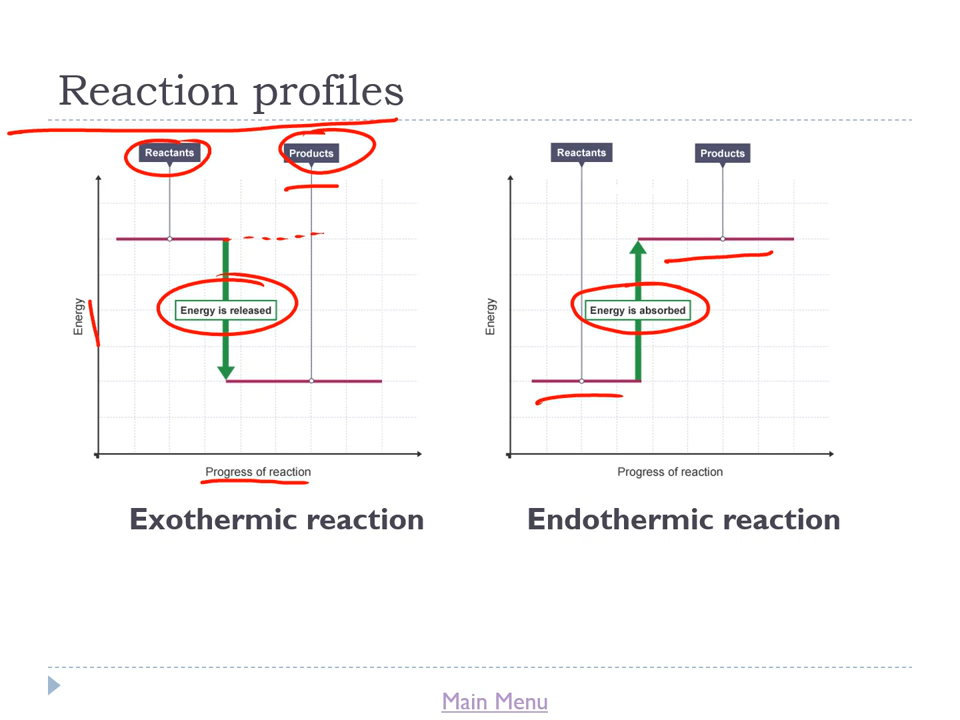 Reaction profiles
Reactants
Products
Energy
Energy is released
Progress of reaction
Exothermic reaction
Reactants
Products
Energy
Energy is absorbed
Progress of reaction
Endothermic reaction
Main Menu